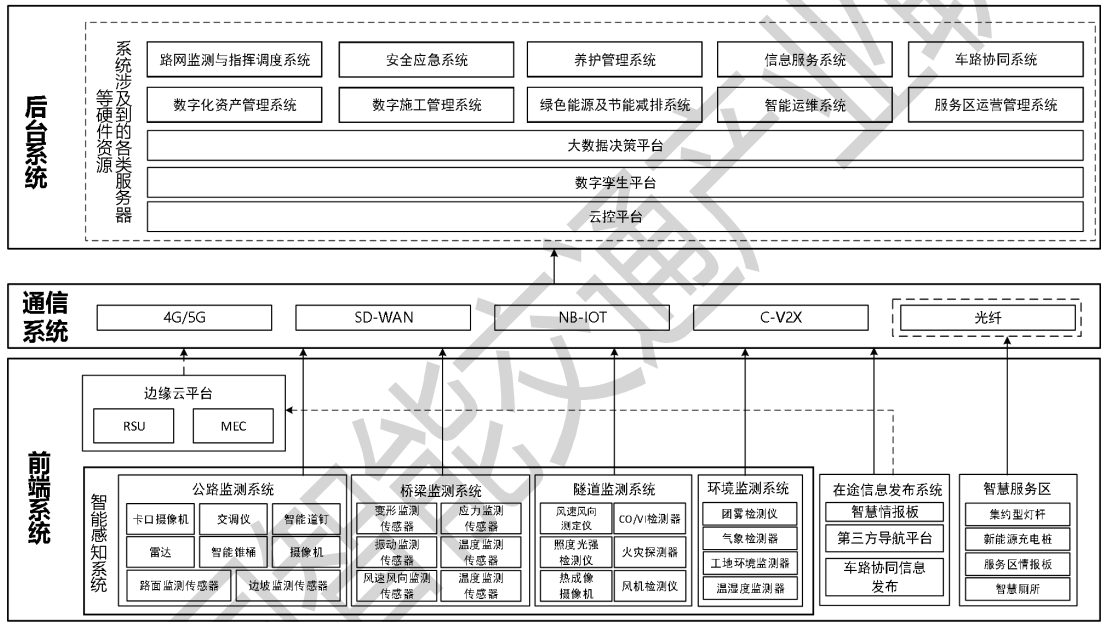 后台系统
系统涉及到的各类服务器
等硬件资源
路网监测与指挥调度系统
安全应急系统
养护管理系统
信息服务系统
车路协同系统
数字化资产管理系统
数字施工管理系统
绿色能源及节能减排系统
智能运维系统
服务区运营管理系统
大数据决策平台
数字孪生平台
云控平台
通信
系统
4G/5G
SD-WAN
NB-IOT
C-V2X
光纤
前端系统
边缘云平台
RSU
MEC
智能感知系统
公路监测系统
卡口摄像机
交调仪
智能道钉
雷达
智能锥桶
摄像机
路面监测传感器
边坡监测传感器
桥梁监测系统
变形监测
传感器
应力监测
传感器
振动监测
传感器
温度监测
传感器
风速风向监测
传感器
温度监测
传感器
隧道监测系统
风速风向
测定仪
CO/VI检测器
照度光强
检测仪
火灾探测器
热成像
摄像机
风机检测仪
环境监测系统
团雾检测仪
气象检测器
工地环境监测器
温湿度监测器
在途信息发布系统
智慧情报板
第三方导航平台
车路协同信息
发布
智慧服务区
集约型灯杆
新能源充电桩
服务区情报板
智慧厕所
智能交通产业